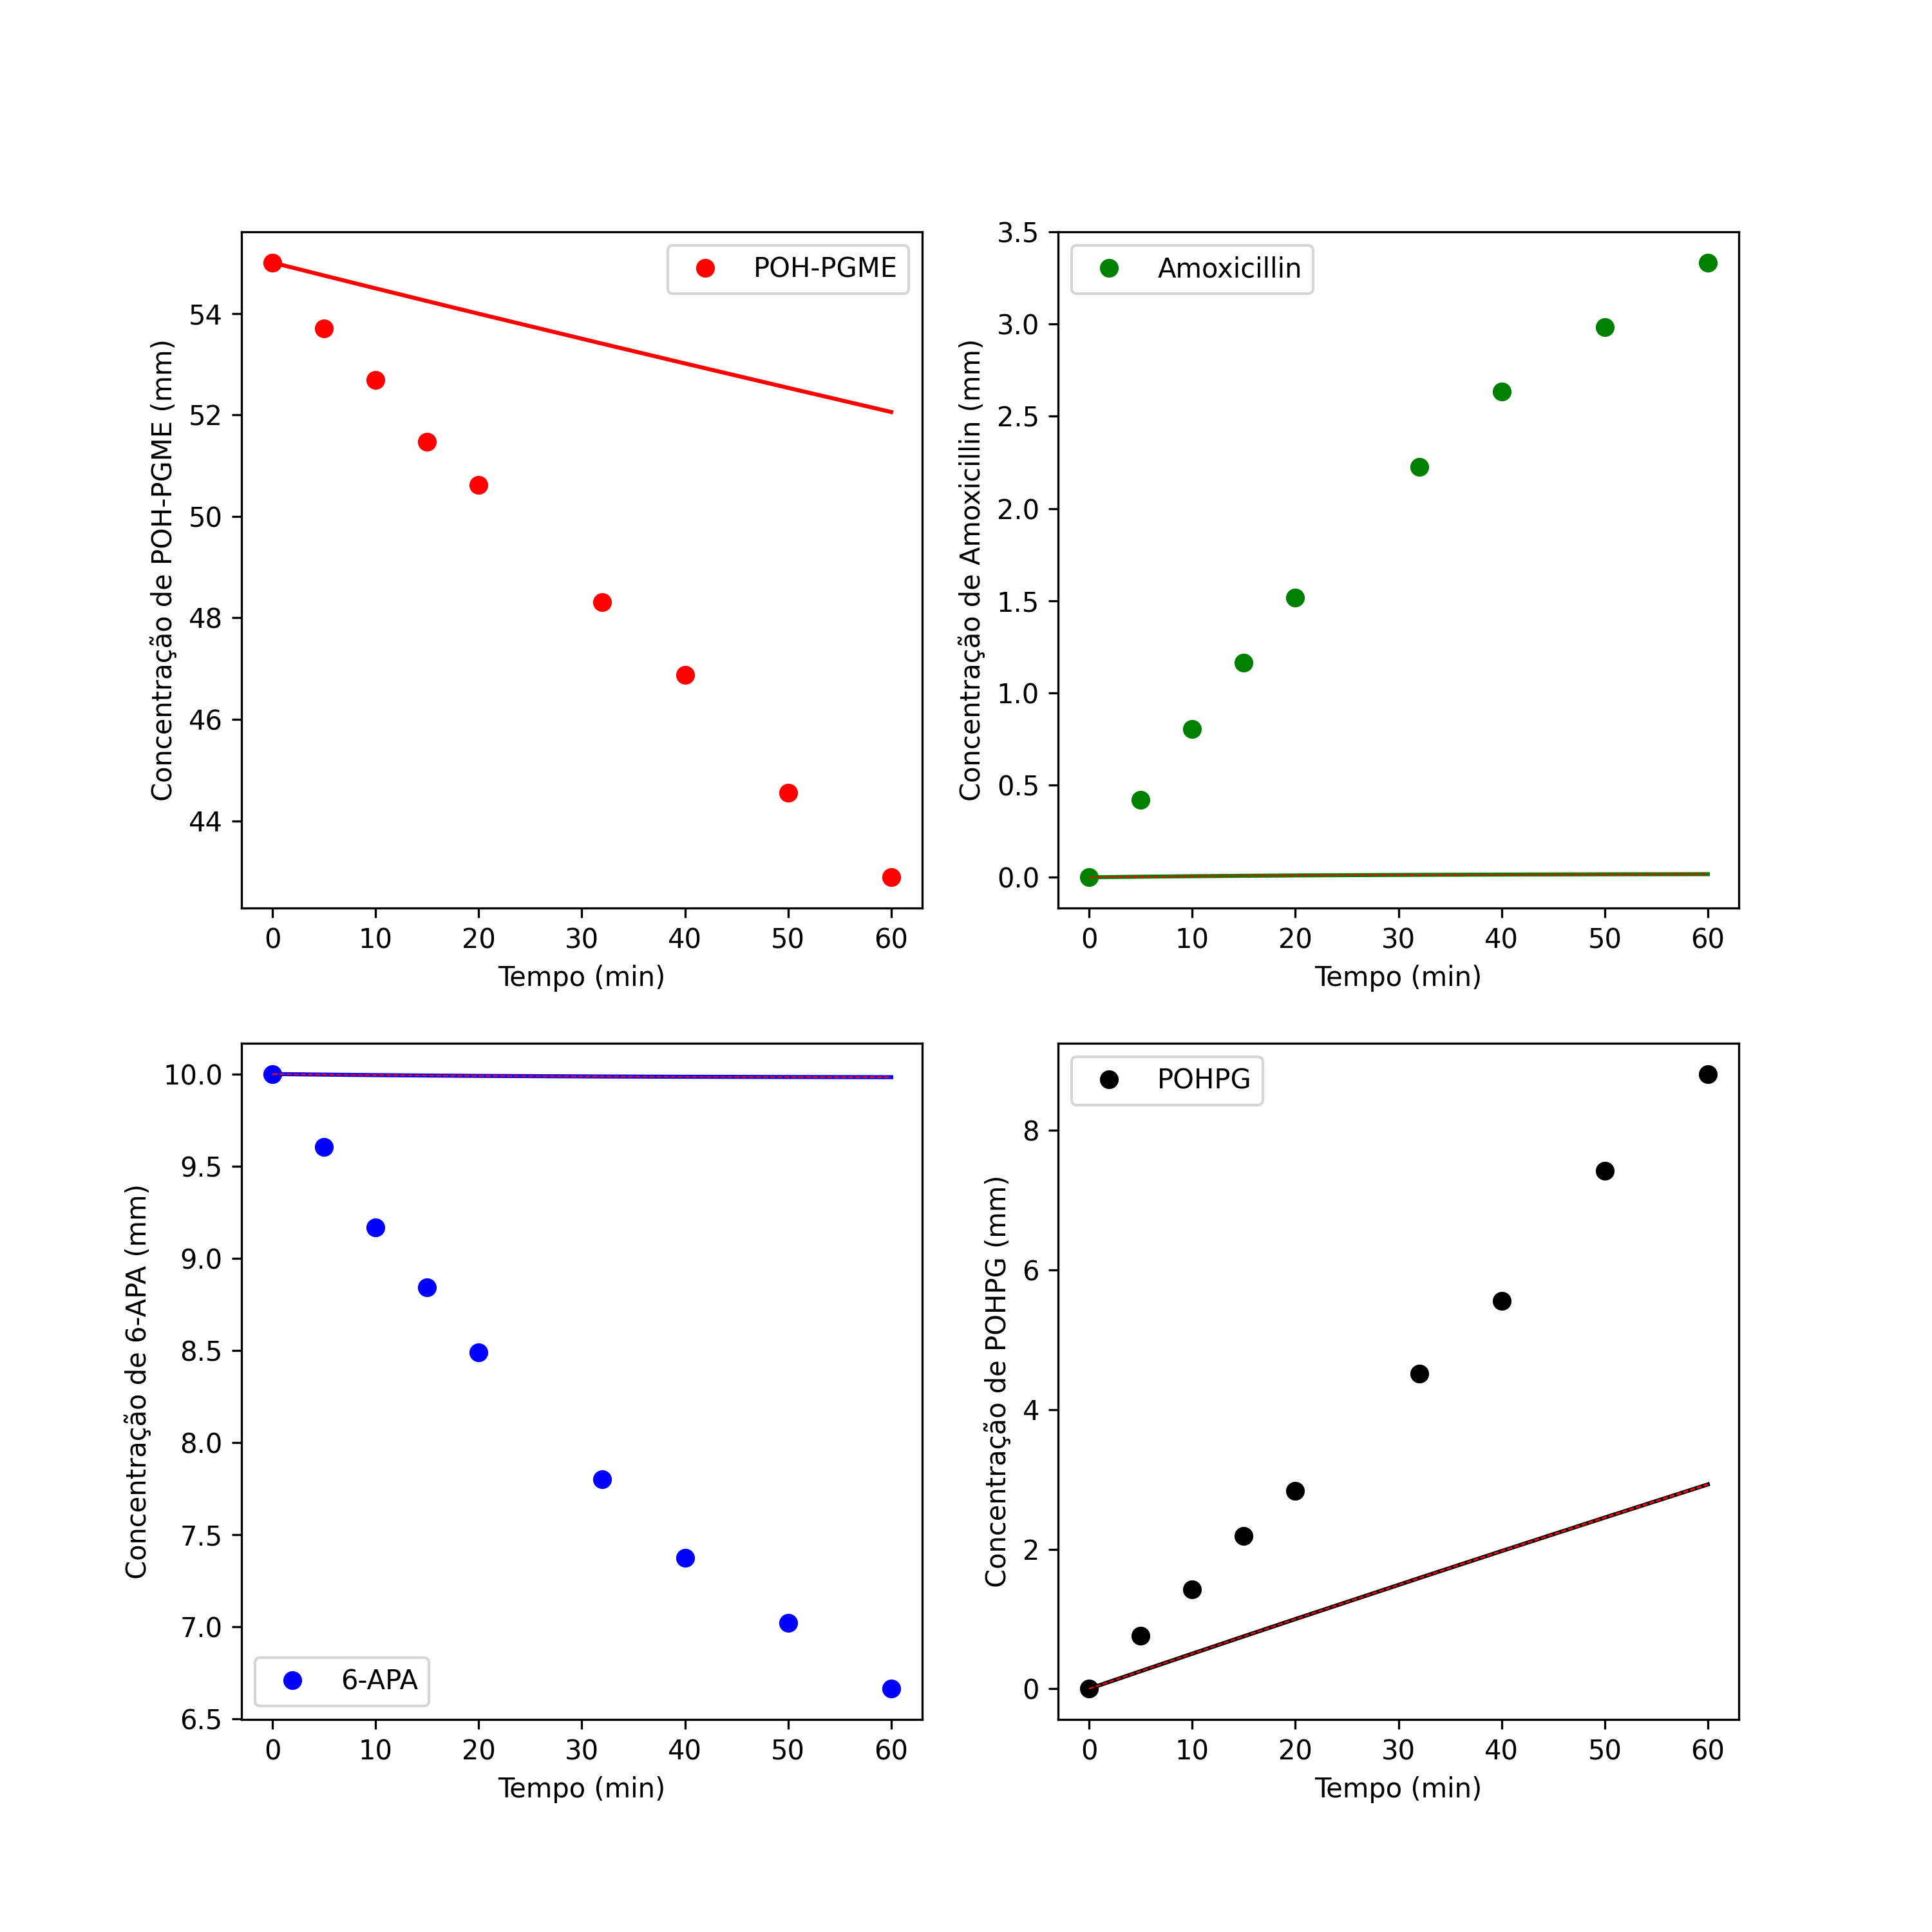 Concentração de POH-PGME (mm)
54
52
50
48
46
44
POH-PGME
0 10 20 30 40 50 60
Tempo (min)
Concentração de Amoxicillin (mm)
3.5
3.0
2.5
2.0
1.5
1.0
0.5
0.0
Amoxicillin
0 10 20 30 40 50 60
Tempo (min)
Concentração de 6-APA (mm)
10.0
9.5
9.0
8.5
8.0
7.5
7.0
6.5
6-APA
0 10 20 30 40 50 60
Tempo (min)
Concentração de POHPG (mm)
8
6
4
2
0
POHPG
0 10 20 30 40 50 60
Tempo (min)